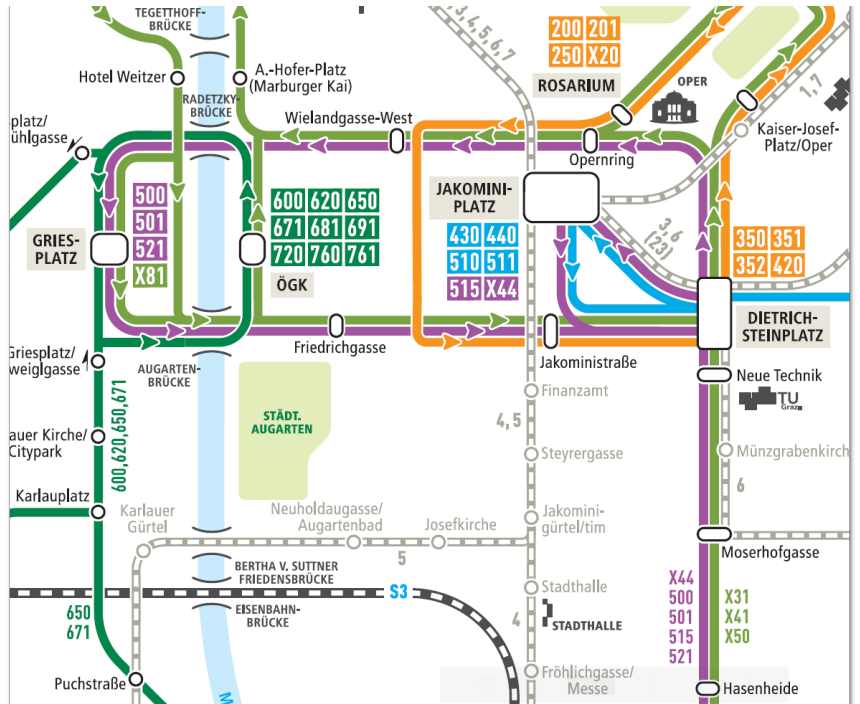 TEGETTHOFF-
BRÜCKE
3,4,5,6,7
200 201
250 X20
ROSARIUM
OPER
1,7
Hotel Weitzer
A.-Hofer-Platz
(Marburger Kai)
RADETZKY-
BRÜCKE
Wielandgasse-West
Opernring
Kaiser-Josef-
Platz/Oper
platz/
ühlgasse
500
501
521
X81
GRIES-
PLATZ
600 620 650
671 681 691
720 760 761
ÖGK
JAKOMINI-
PLATZ
430 440
510 511
515 X44
3,6
(23)
350 351
352 420
DIETRICH-
STEINPLATZ
Friedrichgasse
Jakoministraße
Griesplatz/
weiglgasse
AUGARTEN-
BRÜCKE
Neue Technik
TU
Graz
Finanzamt
STÄDT.
AUGARTEN
4,5
600,620,650,671
auer Kirche/
Citypark
Steyrergasse
Münzgrabenkirch
6
Karlauplatz
Karlauer
Gürtel
Neuholdaugasse/
Augartenbad
Josefkirche
5
Jakomini-
gürtel/tim
Moserhofgasse
BERTHA V. SUTTNER
FRIEDENSBRÜCKE
S3
EISENBAHN-
BRÜCKE
Stadthalle
4
STADTHALLE
650
671
X44
500
501
515
521
X31
X41
X50
Puchstraße
M
Fröhlichgasse/
Messe
Hasenheide